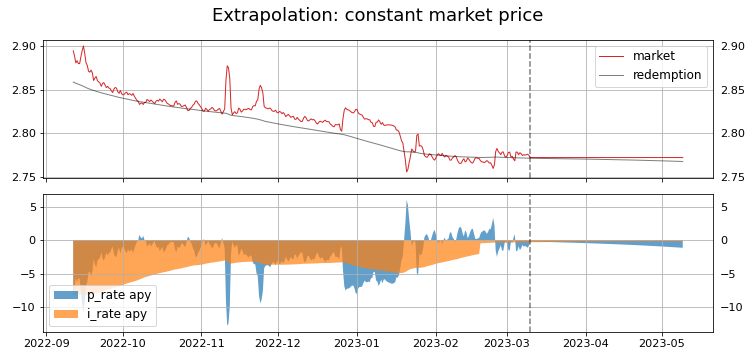 Extrapolation: constant market price
2.90 2.90
market
redemption
2.85 2.85
2.80 2.80
2.75 2.75
5 5
0 0
−5 −5
−10 −10
p_rate apy
i_rate apy
2022-09 2022-10 2022-11 2022-12 2023-01 2023-02 2023-03 2023-04 2023-05